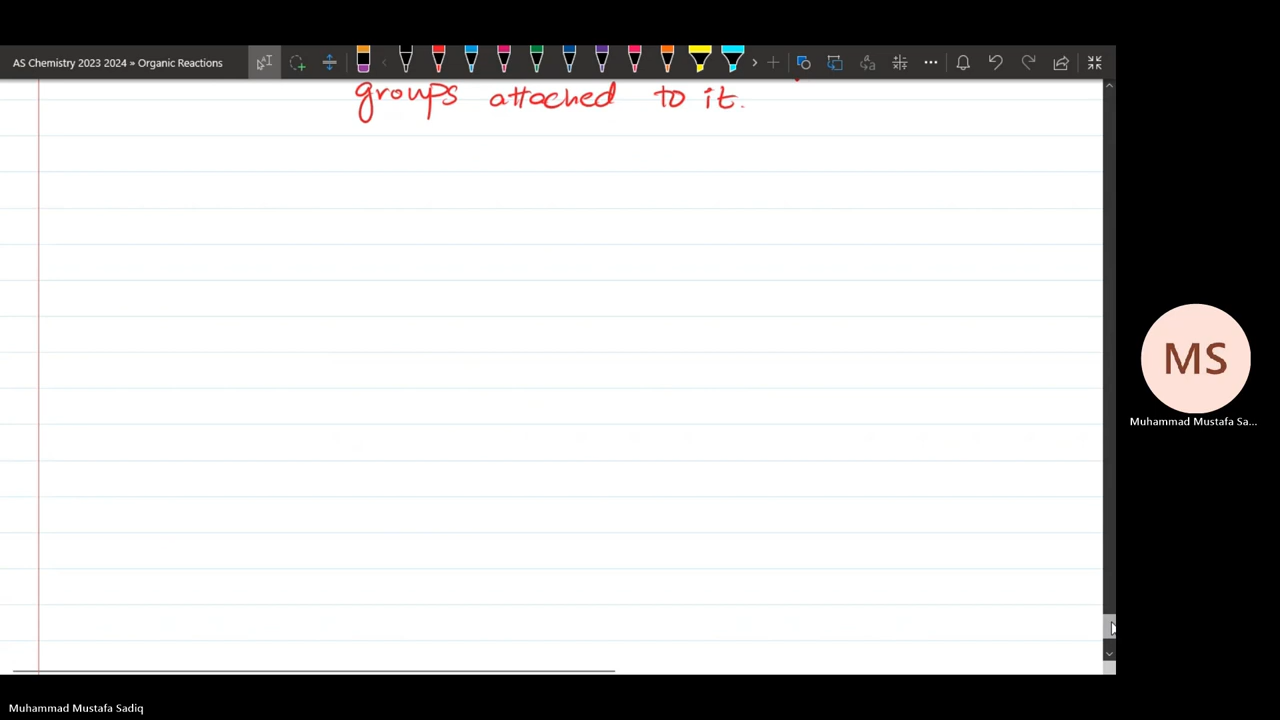 AS Chemistry 2023 2024 » Organic Reactions
groups attached to it.
MS
Muhammad Mustafa Sa...
Muhammad Mustafa Sadiq